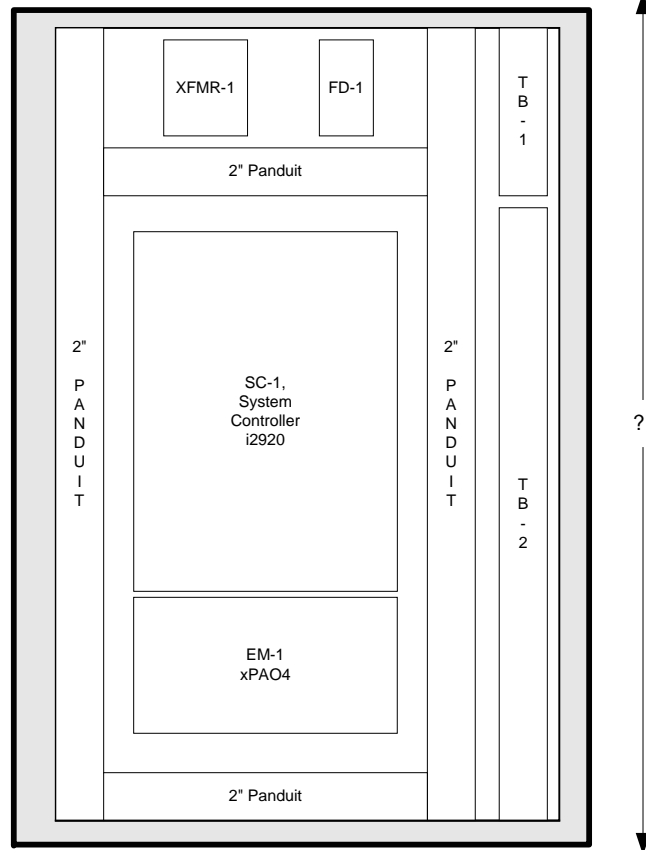 XFMR-1
FD-1
T
B
-
1
2" Panduit
2"
P
A
N
D
U
I
T
SC-1,
System
Controller
i2920
2"
P
A
N
D
U
I
T
?
T
B
-
2
EM-1
xPAO4
2" Panduit